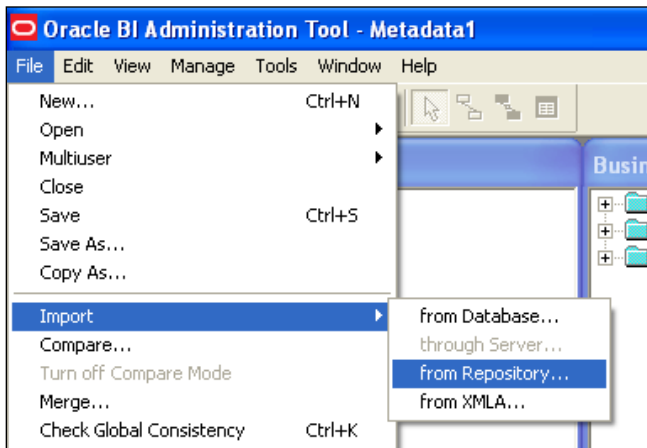 Oracle BI Administration Tool - Metadata1
File Edit View Manage Tools Window Help
New... Ctrl+N
Open
Multiuser
Close
Save Ctrl+S
Save As...
Copy As...
Import
Compare...
Turn off Compare Mode
Merge...
Check Global Consistency Ctrl+K
Busin
from Database...
through Server...
from Repository...
from XMLA...